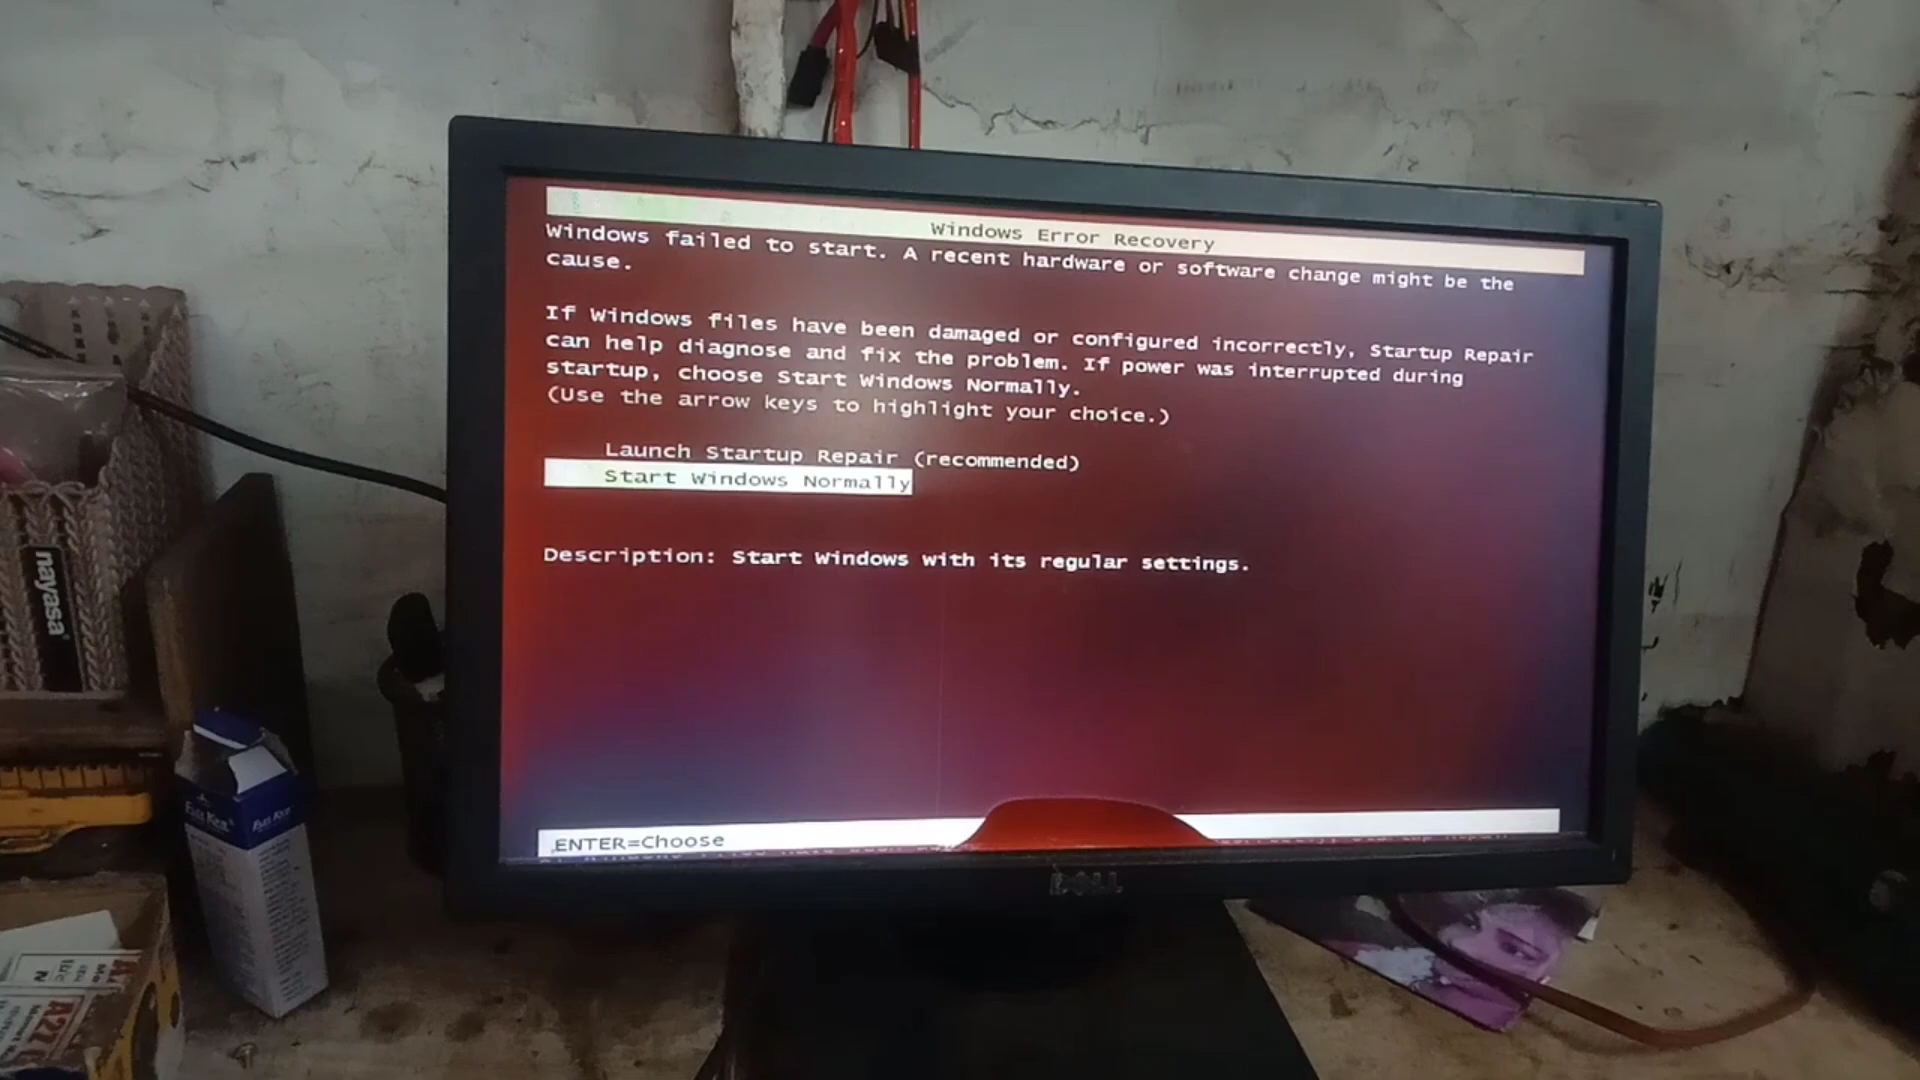 Windows Error Recovery
Windows failed to start. A recent hardware or software change might be the
cause.
If Windows files have been damaged or configured incorrectly, Startup Repair
can help diagnose and fix the problem. If power was interrupted during
startup, choose Start Windows Normally.
(Use the arrow keys to highlight your choice.)
Launch Startup Repair (recommended)
Start Windows Normally
Description: Start Windows with its regular settings.
ENTER=Choose
DELL
nayasa
A22